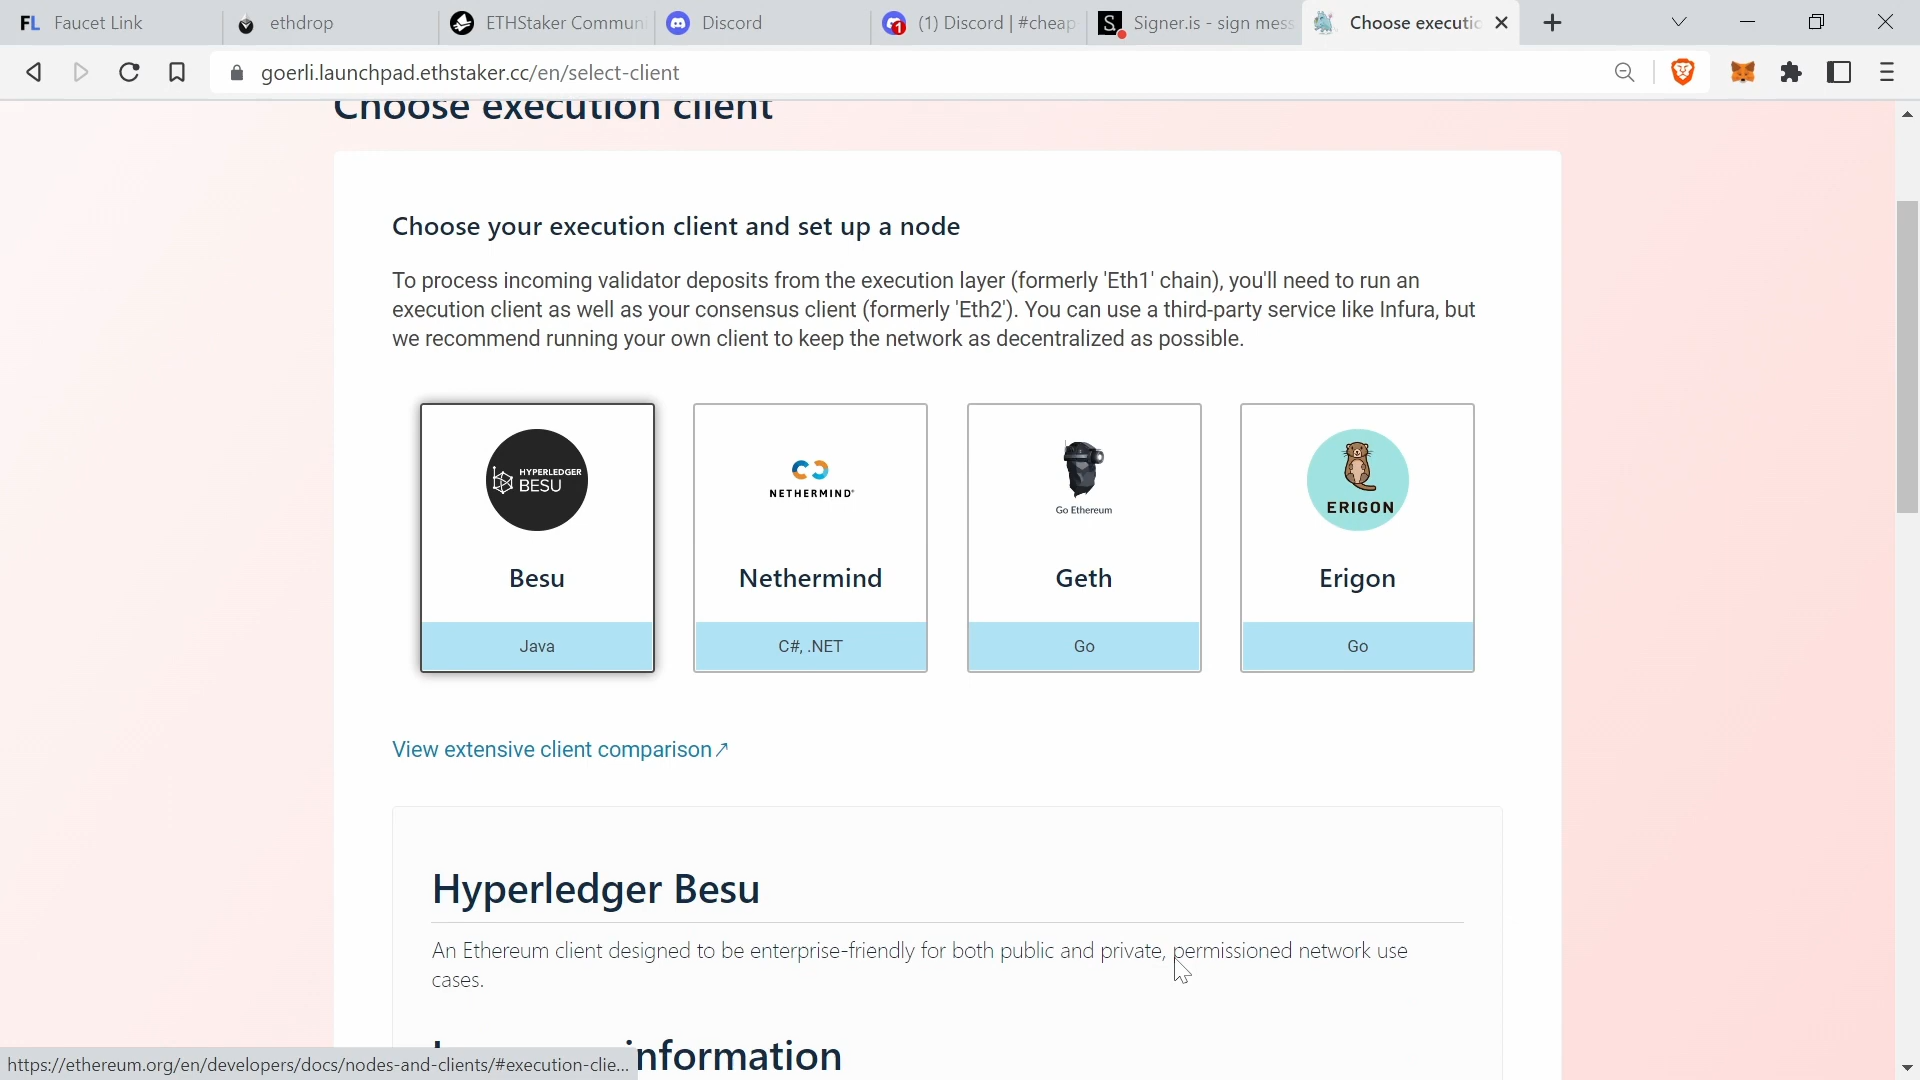 FL Faucet Link
ethdrop
ETHStaker Commun
Discord
(1) Discord | #cheap
Signer.is - sign mess
Choose executio
goerli.launchpad.ethstaker.cc/en/select-client
Choose execution client
Choose your execution client and set up a node
To process incoming validator deposits from the execution layer (formerly 'Eth1' chain), you'll need to run an
execution client as well as your consensus client (formerly 'Eth2'). You can use a third-party service like Infura, but
we recommend running your own client to keep the network as decentralized as possible.
HYPERLEDGER
BESU
NETHERMIND
Go Ethereum
ERIGON
Besu
Nethermind
Geth
Erigon
Java
C#, .NET
Go
Go
View extensive client comparison↗
Hyperledger Besu
An Ethereum client designed to be enterprise-friendly for both public and private, permissioned network use
cases.
information
https://ethereum.org/en/developers/docs/nodes-and-clients/#execution-clie...